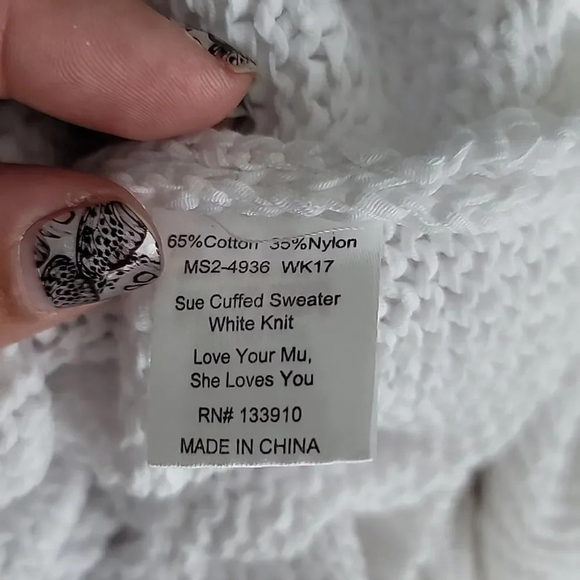 65%Cotton 35%Nylon
MS2-4936 WK17
Sue Cuffed Sweater
White Knit
Love Your Mu,
She Loves You
RN# 133910
MADE IN CHINA